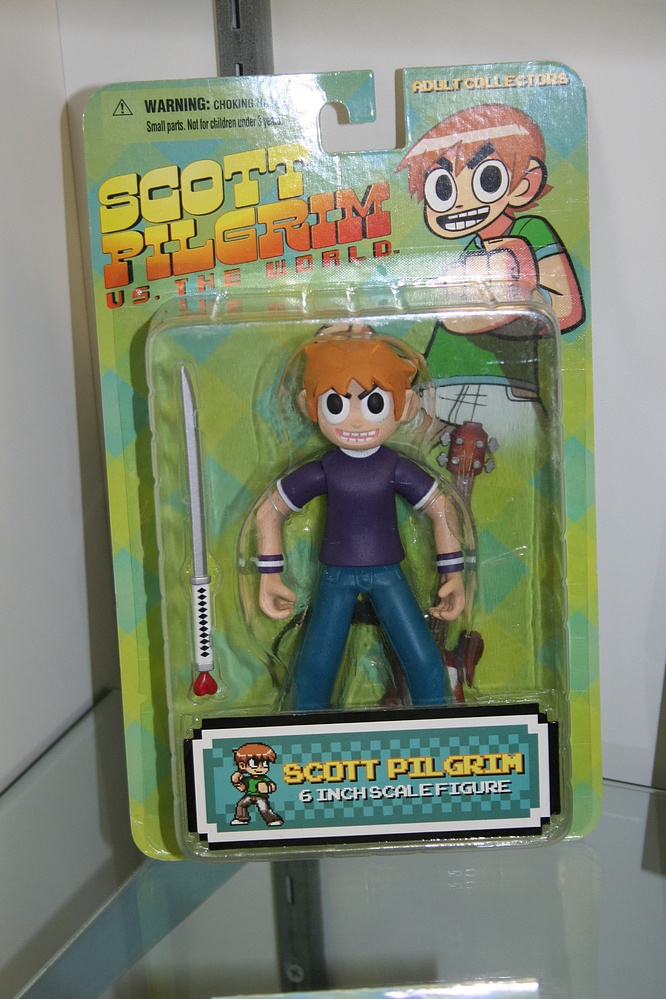 WARNING: CHOKING
Small parts. Not for children under 3 years.
ADULT COLLECTORS
SCOTT
PILGRIM
VS. THE WORLD.
SCOTT PILGRIM
6 INCH SCALE FIGURE